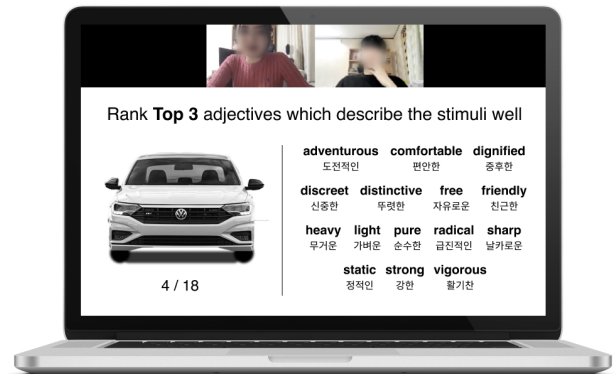 Rank Top 3 adjectives which describe the stimuli well
adventurous comfortable dignified
도전적인 편안한 중후한
discreet distinctive free friendly
신중한 뚜렷한 자유로운 친근한
heavy light pure radical sharp
무거운 가벼운 순수한 급진적인 날카로운
static strong vigorous
정적인 강한 활기찬
4 / 18